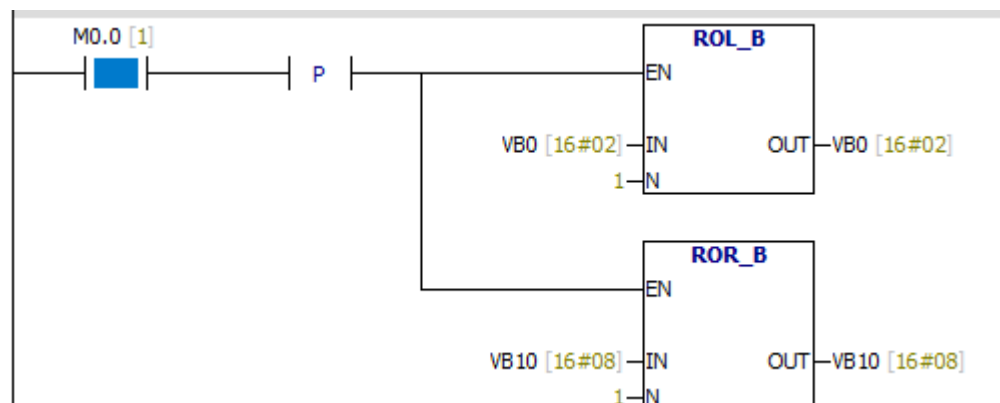 M0.0 [1]
P
ROL_B
EN
VB0 [16#02] IN OUT VB0 [16#02]
1 N
ROR_B
EN
VB10 [16#08] IN OUT VB10 [16#08]
1 N